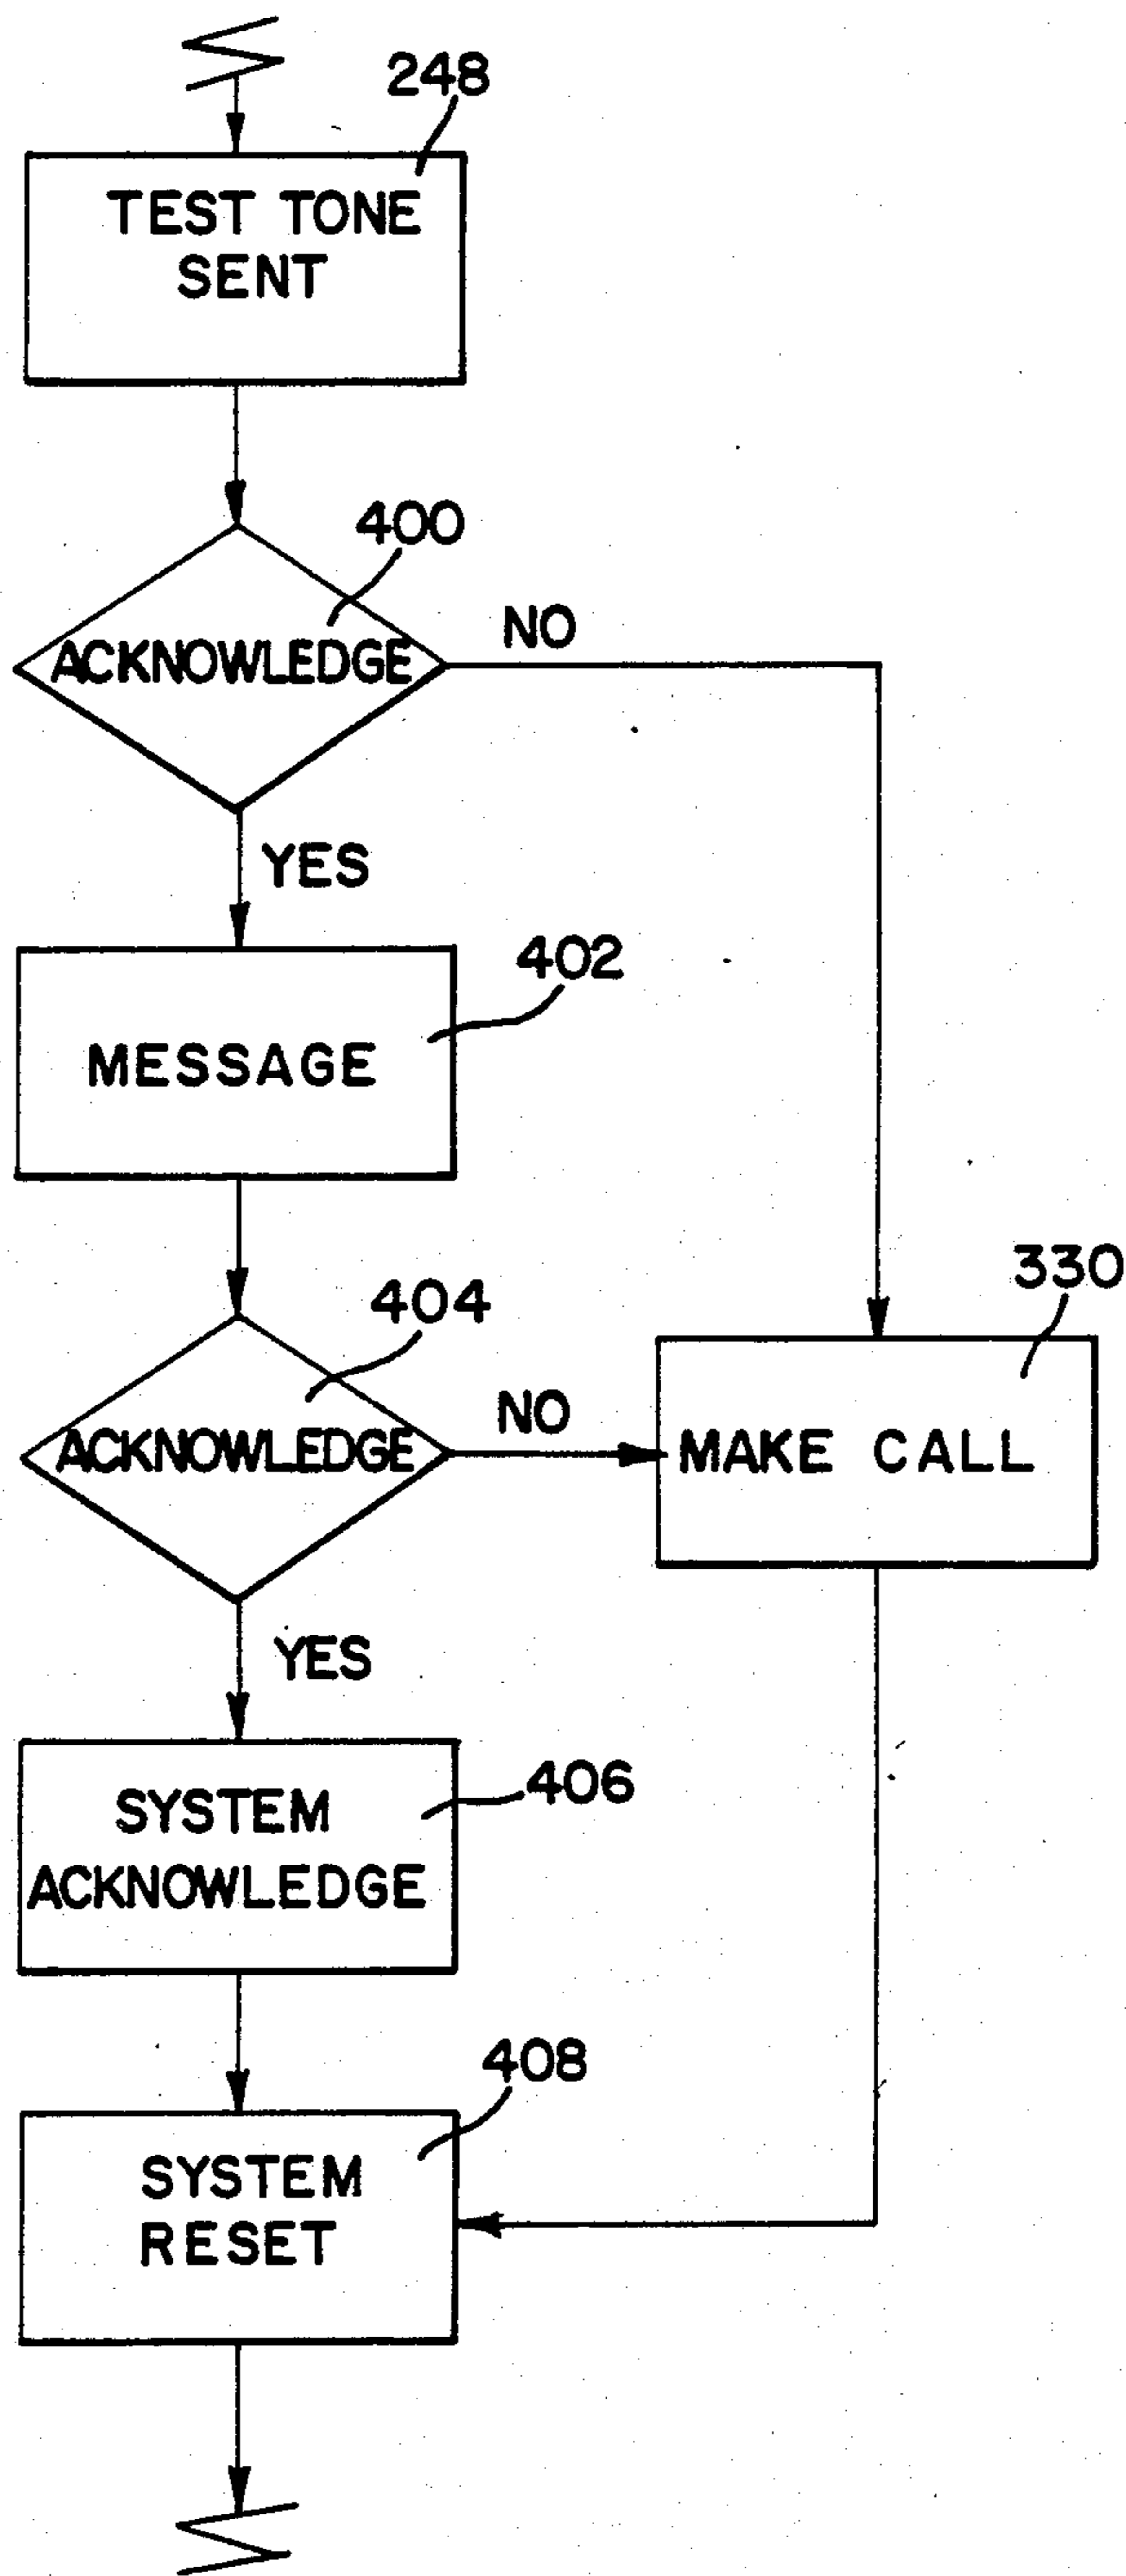 248
TEST TONE
SENT
400
ACKNOWLEDGE
NO
YES
402
MESSAGE
404
ACKNOWLEDGE
NO
330
MAKE CALL
YES
406
SYSTEM
ACKNOWLEDGE
408
SYSTEM
RESET